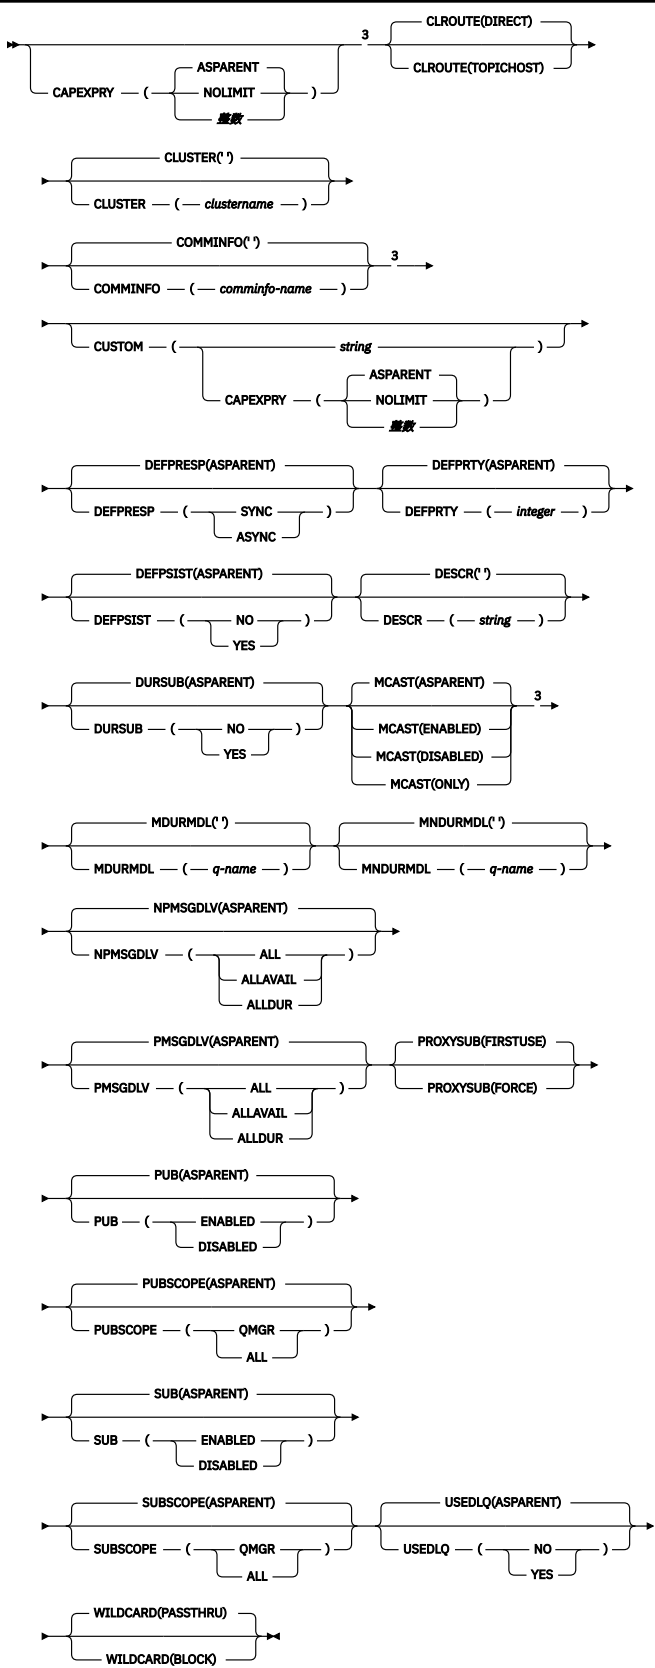 3 CLROUTE(DIRECT)
ASPARENT CLROUTE(TOPICHOST)
CAPEXPRY ( NOLIMIT )
整数
CLUSTER(' ')
CLUSTER ( clustername )
COMMINFO(' ')
3
COMMINFO ( comminfo-name )
CUSTOM ( string )
ASPARENT
CAPEXPRY ( NOLIMIT )
整数
DEFPRESP(ASPARENT) DEFPRTY(ASPARENT)
DEFPRESP ( SYNC ) DEFPRTY ( integer )
ASYNC
DEFPSIST(ASPARENT) DESCR(' ')
DEFPSIST ( NO ) DESCR ( string )
YES
DURSUB(ASPARENT) MCAST(ASPARENT) 3
DURSUB ( NO ) MCAST(ENABLED)
YES MCAST(DISABLED)
MCAST(ONLY)
MDURMDL(' ') MNDURMDL(' ')
MDURMDL ( q-name ) MNDURMDL ( q-name )
NPMSGDLV(ASPARENT)
NPMSGDLV ( ALL )
ALLAVAIL
ALLDUR
PMSGDLV(ASPARENT) PROXYSUB(FIRSTUSE)
PMSGDLV ( ALL ) PROXYSUB(FORCE)
ALLAVAIL
ALLDUR
PUB(ASPARENT)
PUB ( ENABLED )
DISABLED
PUBSCOPE(ASPARENT)
PUBSCOPE ( QMGR )
ALL
SUB(ASPARENT)
SUB ( ENABLED )
DISABLED
SUBSCOPE(ASPARENT) USEDLQ(ASPARENT)
SUBSCOPE ( QMGR ) USEDLQ ( NO )
ALL YES
WILDCARD(PASSTHRU)
WILDCARD(BLOCK)